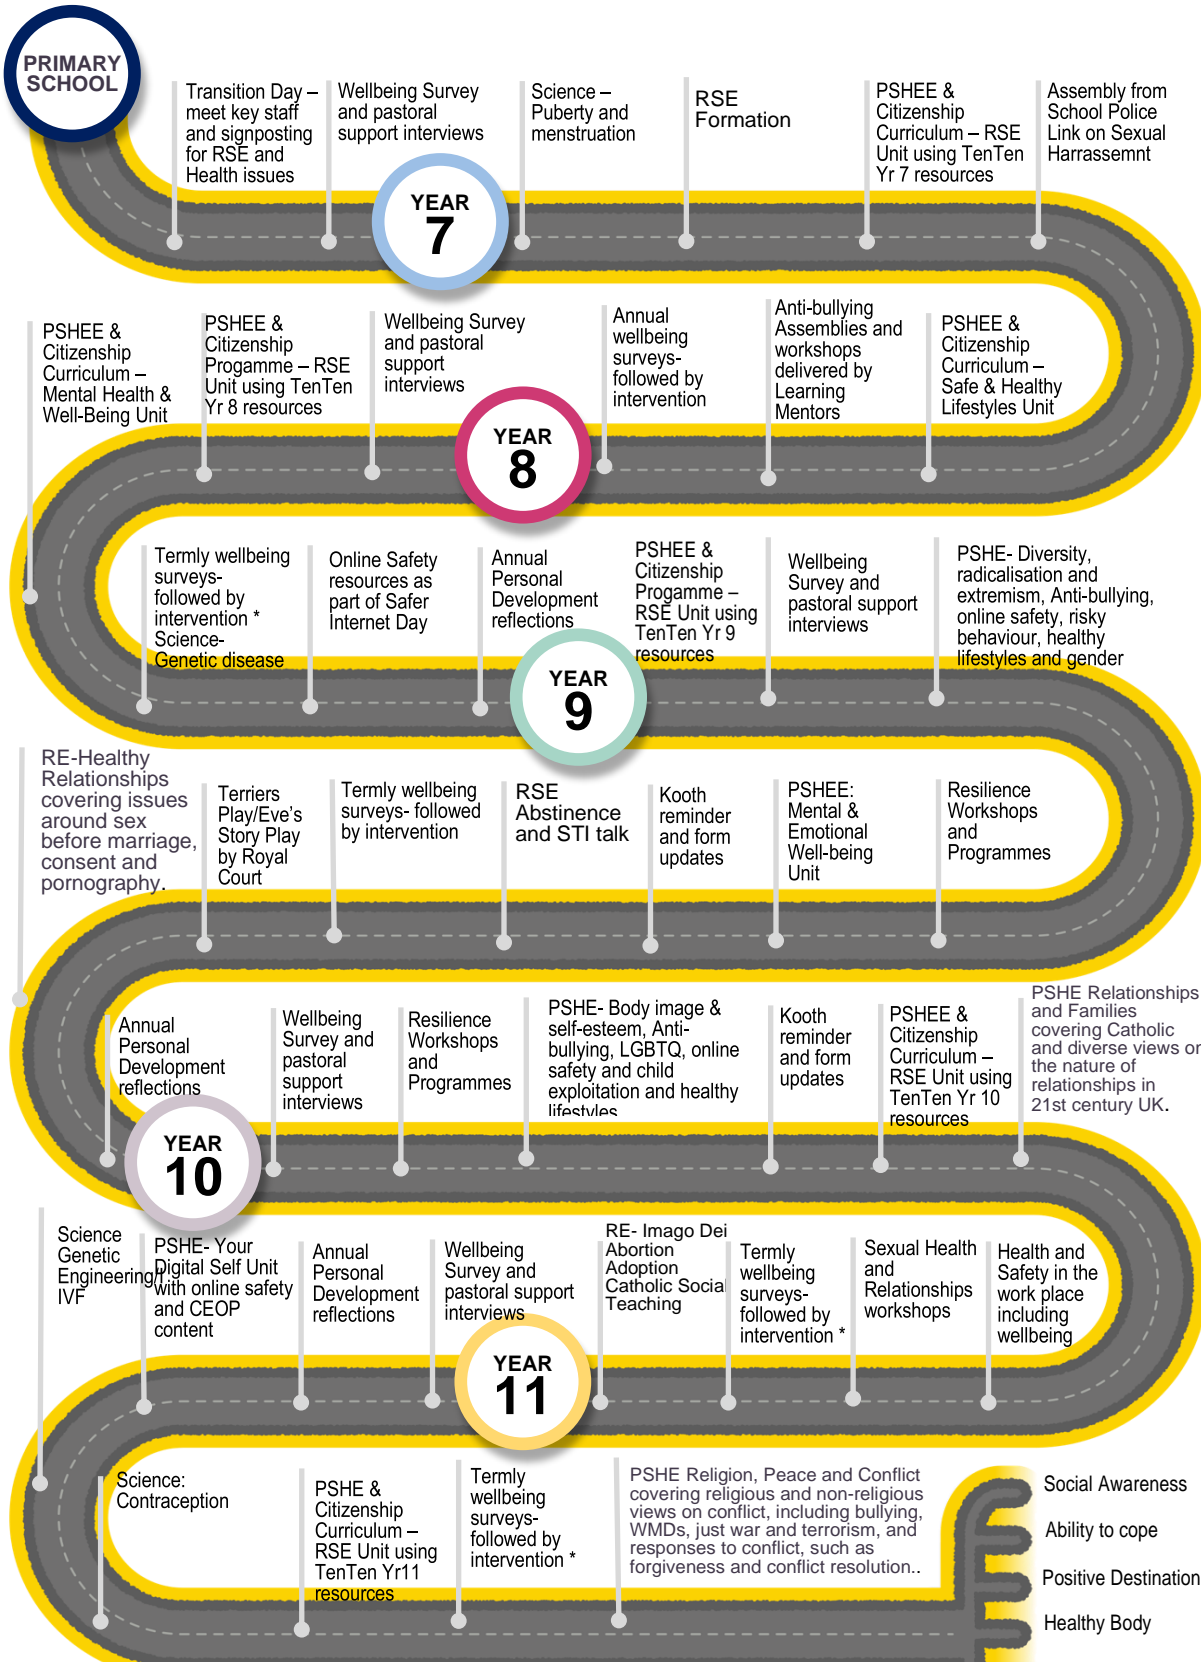 PRIMARY
SCHOOL
Transition Day –
meet key staff
and signposting
for RSE and
Health issues
Wellbeing Survey
and pastoral
support interviews
Science –
Puberty and
menstruation
RSE
Formation
PSHEE &
Citizenship
Curriculum – RSE
Unit using TenTen
Yr 7 resources
Assembly from
School Police
Link on Sexual
Harrassemnt
YEAR
7
PSHEE &
Citizenship
Curriculum –
Mental Health &
Well-Being Unit
PSHEE &
Citizenship
Progamme – RSE
Unit using TenTen
Yr 8 resources
Wellbeing Survey
and pastoral
support
interviews
Annual
wellbeing
surveys-
followed by
intervention
Anti-bullying
Assemblies and
workshops
delivered by
Learning
Mentors
PSHEE &
Citizenship
Curriculum –
Safe & Healthy
Lifestyles Unit
YEAR
8
Termly wellbeing
surveys-
followed by
intervention *
Science-
Genetic disease
Online Safety
resources as
part of Safer
Internet Day
Annual
Personal
Development
reflections
PSHEE &
Citizenship
Progamme –
RSE Unit using
TenTen Yr 9
resources
Wellbeing
Survey and
pastoral support
interviews
PSHE- Diversity,
radicalisation and
extremism, Anti-bullying,
online safety, risky
behaviour, healthy
lifestyles and gender
YEAR
9
RE-Healthy
Relationships
covering issues
around sex
before marriage,
consent and
pornography.
Terriers
Play/Eve's
Story Play
by Royal
Court
Termly wellbeing
surveys- followed
by intervention
RSE
Abstinence
and STI talk
Kooth
reminder
and form
updates
PSHEE:
Mental &
Emotional
Well-being
Unit
Resilience
Workshops
and
Programmes
Annual
Personal
Development
reflections
Wellbeing
Survey and
pastoral
support
interviews
Resilience
Workshops
and
Programmes
PSHE- Body image &
self-esteem, Anti-
bullying, LGBTQ, online
safety and child
exploitation and healthy
lifestyles
Kooth
reminder
and form
updates
PSHEE &
Citizenship
Curriculum –
RSE Unit using
TenTen Yr 10
resources
PSHE Relationships
and Families
covering Catholic
and diverse views on
the nature of
relationships in
21st century UK.
YEAR
10
Science
Genetic
Engineering/I
IVF
PSHE- Your
Digital Self Unit
with online safety
and CEOP
content
Annual
Personal
Development
reflections
Wellbeing
Survey and
pastoral support
interviews
RE- Imago Dei
Abortion
Adoption
Catholic Social
Teaching
Termly
wellbeing
surveys-
followed by
intervention *
Sexual Health
and
Relationships
workshops
Health and
Safety in the
work place
including
wellbeing
YEAR
11
Science:
Contraception
PSHE &
Citizenship
Curriculum –
RSE Unit using
TenTen Yr11
resources
Termly
wellbeing
surveys-
followed by
intervention *
PSHE Religion, Peace and Conflict
covering religious and non-religious
views on conflict, including bullying,
WMDs, just war and terrorism, and
responses to conflict, such as
forgiveness and conflict resolution..
Social Awareness
Ability to cope
Positive Destination
Healthy Body